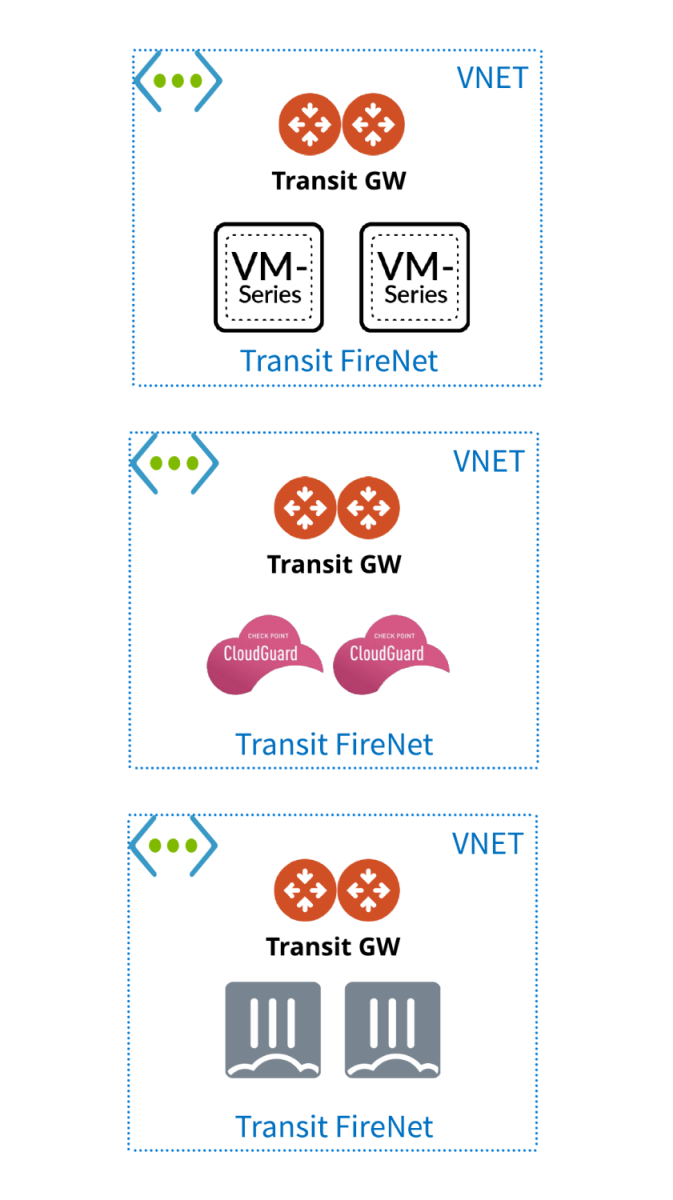 VNET
Transit GW
VM-
Series
VM-
Series
Transit FireNet
VNET
Transit GW
CHECK POINT
CloudGuard
CHECK POINT
CloudGuard
Transit FireNet
VNET
Transit GW
Transit FireNet